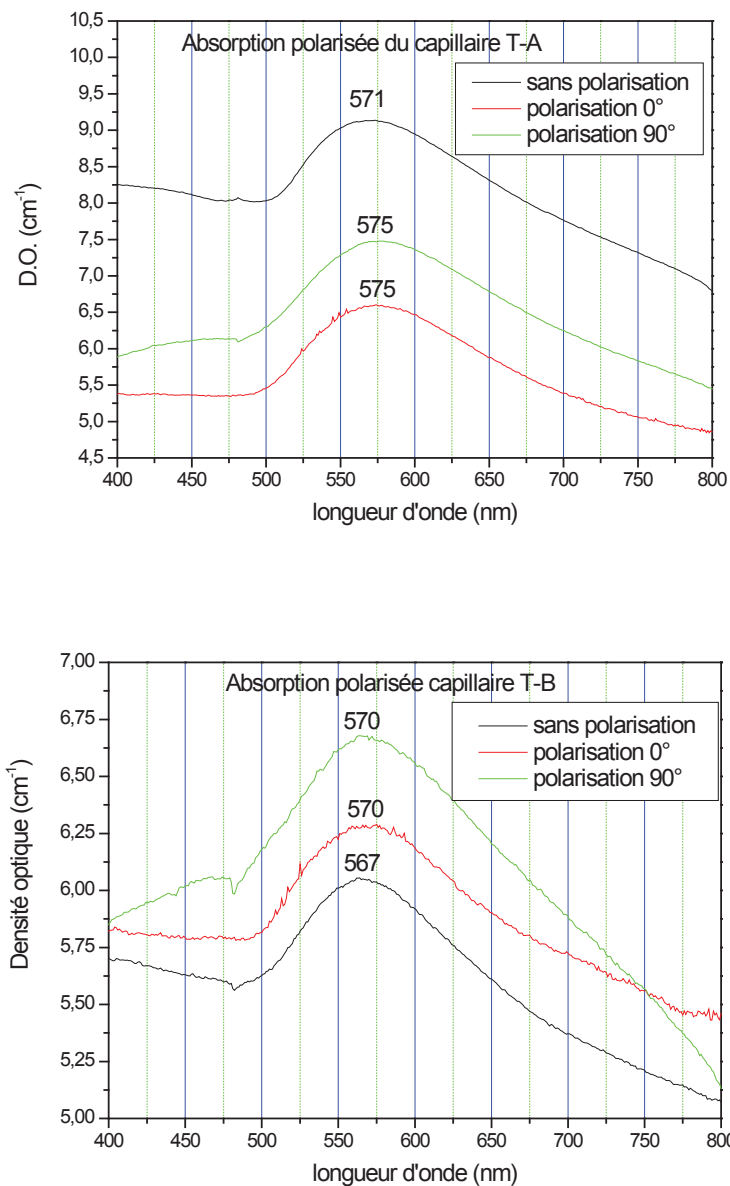 Absorption polarisée du capillaire T-A
sans polarisation
polarisation 0°
polarisation 90°
571
575
575
10,5
10,0
9,5
9,0
8,5
8,0
7,5
7,0
6,5
6,0
5,5
5,0
4,5
D.O. (cm⁻¹)
400 450 500 550 600 650 700 750 800
longueur d'onde (nm)
Absorption polarisée capillaire T-B
sans polarisation
polarisation 0°
polarisation 90°
570
570
567
7,00
6,75
6,50
6,25
6,00
5,75
5,50
5,25
5,00
Densité optique (cm⁻¹)
400 450 500 550 600 650 700 750 800
longueur d'onde (nm)